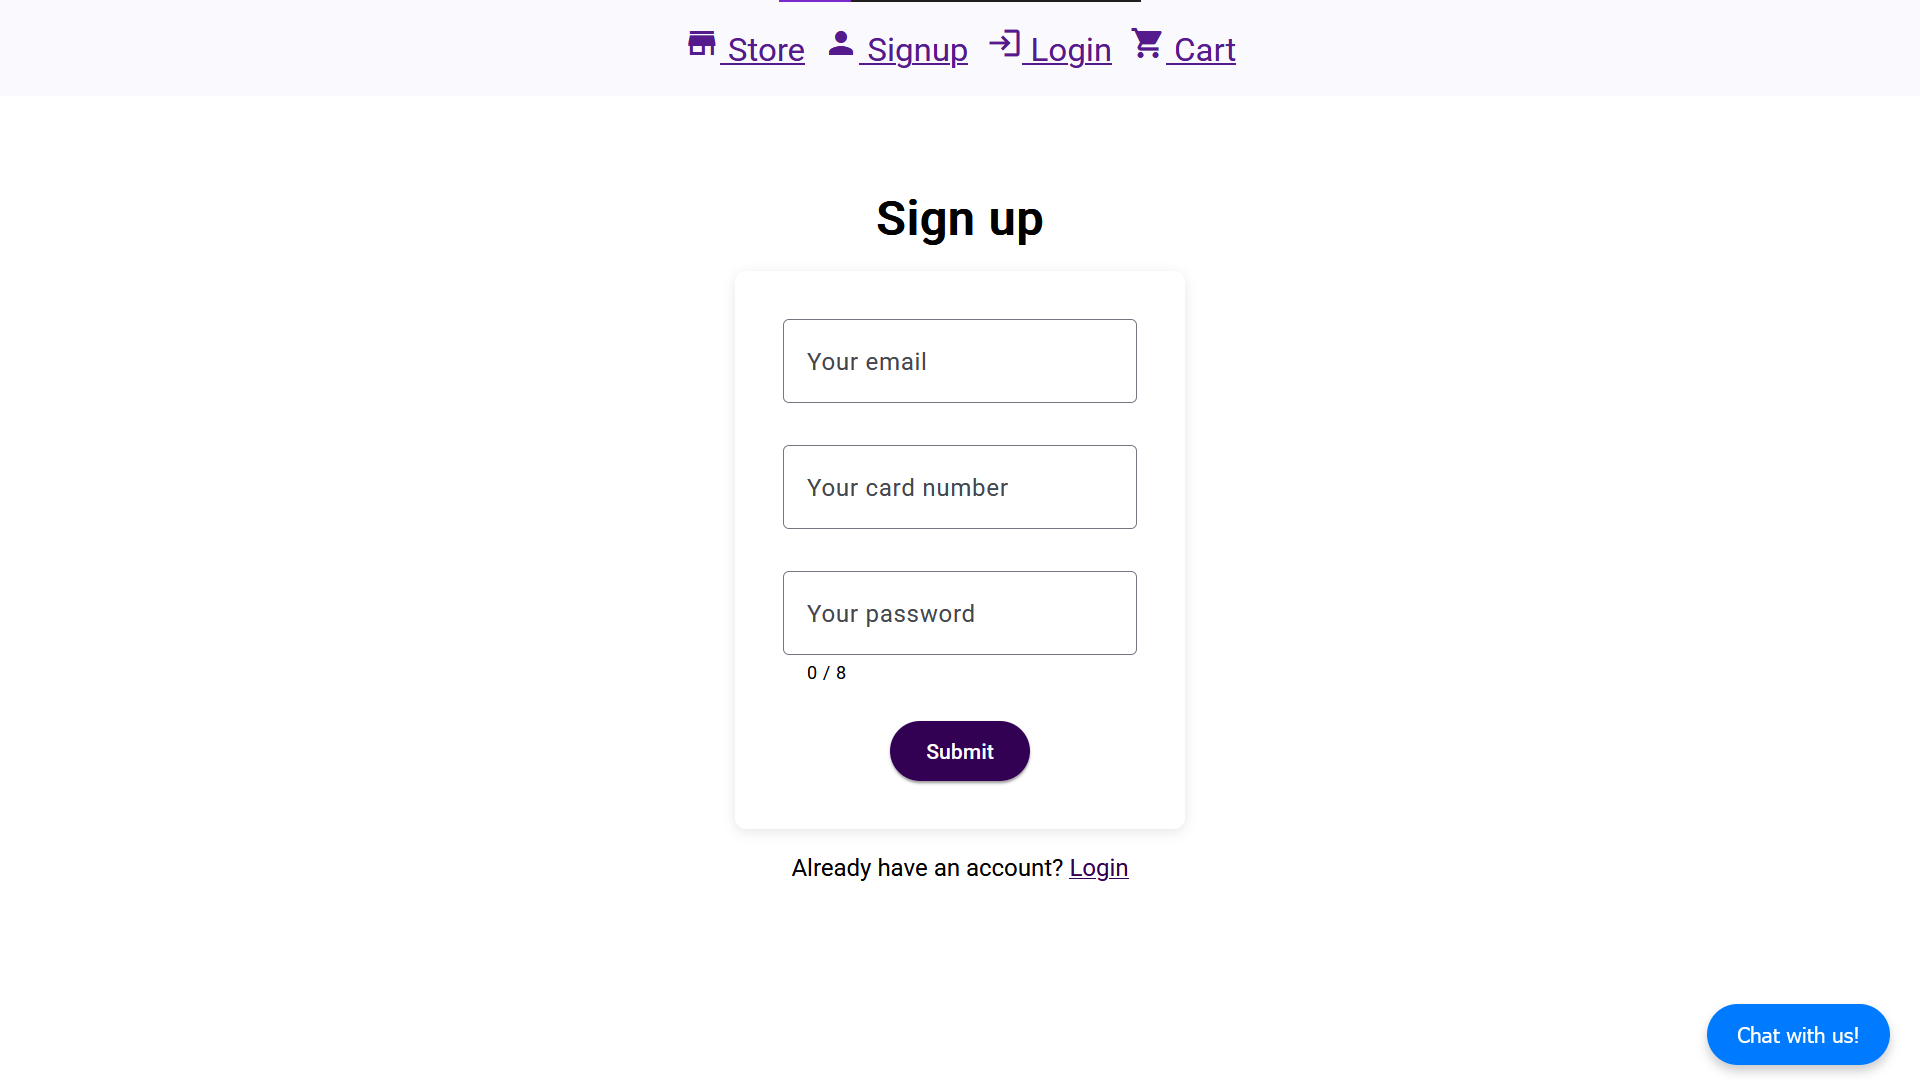 Store Signup Login Cart
Sign up
Your email
Your card number
Your password
0 / 8
Submit
Already have an account? Login
Chat with us!